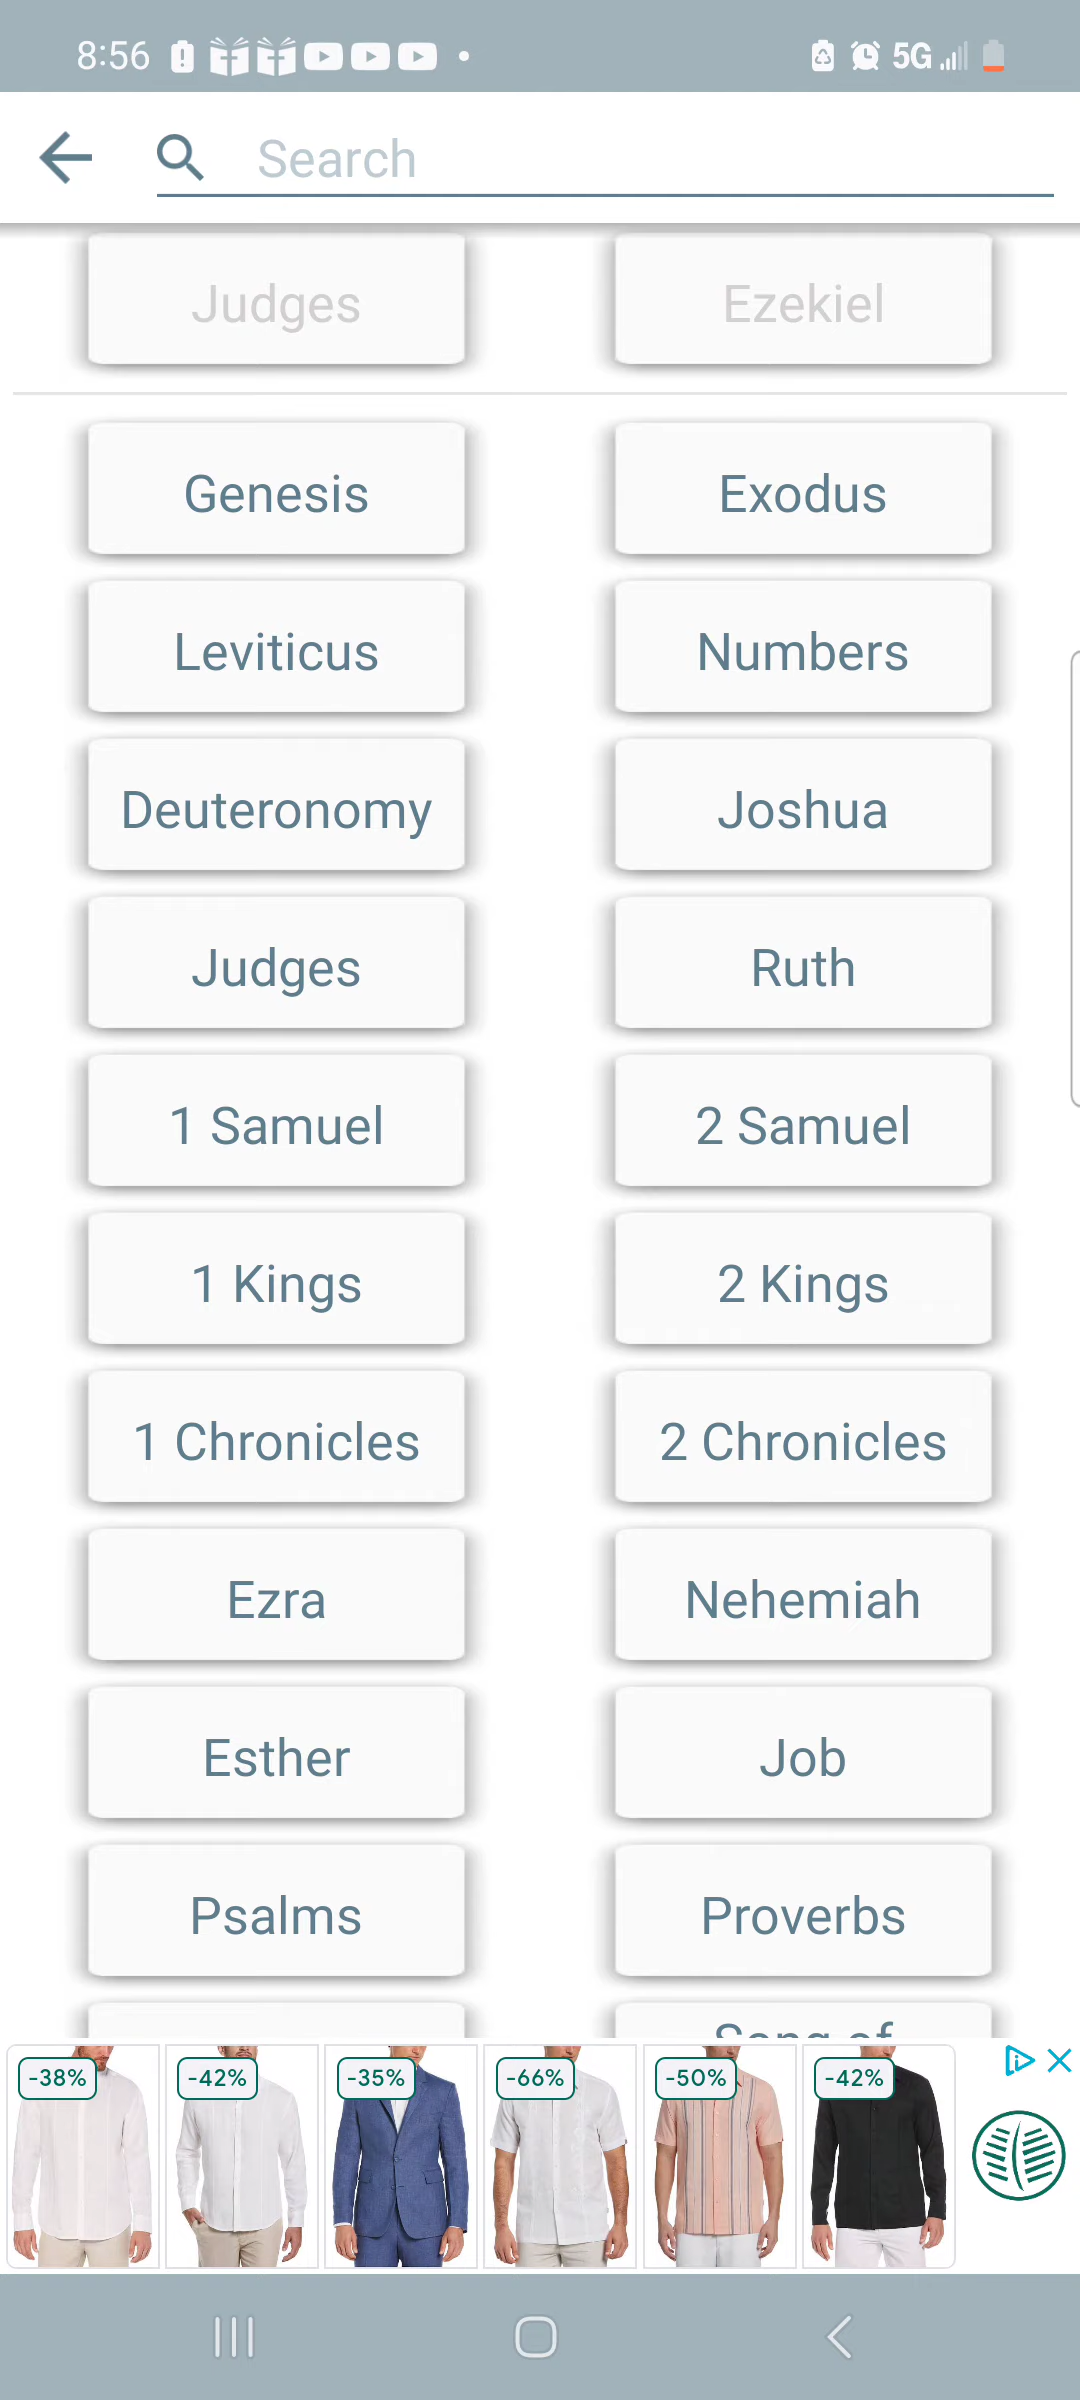 8:56 5G
Search
Judges Ezekiel
Genesis Exodus
Leviticus Numbers
Deuteronomy Joshua
Judges Ruth
1 Samuel 2 Samuel
1 Kings 2 Kings
1 Chronicles 2 Chronicles
Ezra Nehemiah
Esther Job
Psalms Proverbs
Song of
-38% -42% -35% -66% -50% -42%